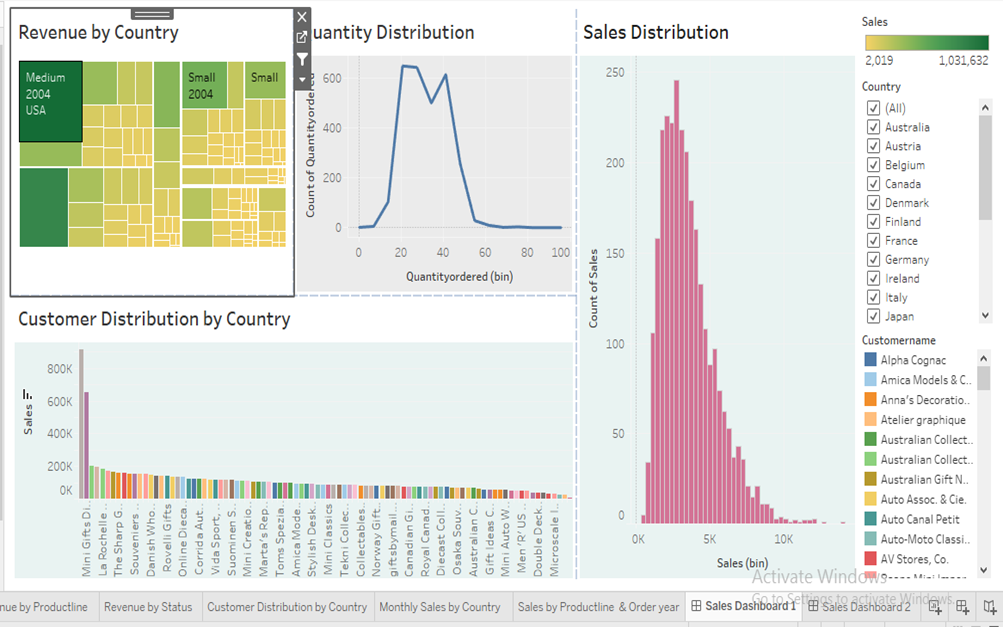 Revenue by Country
Medium
2004
USA
Small
2004
Small
uantity Distribution
Count of Quantityordered
600
400
200
0
0 20 40 60 80 100
Quantityordered (bin)
Sales Distribution
Count of Sales
250
200
150
100
50
0
0K 5K 10K
Sales (bin)
Customer Distribution by Country
Sales
800K
600K
400K
200K
0K
Mini Gifts Di..
La Rochelle ..
The Sharp G..
Souvenirs ..
Danish Who..
Rovelli Gifts
Online Dieca..
Corrida Aut..
Vida Sport, ..
Suominen S..
Mini Creatio..
Marta's Rep..
Toms Spezia..
Amica Mode..
Stylish Desk..
Mini Classics
Tekni Collec..
Collectables..
Norway Gift..
giftsbymail...
Canadian Gi..
Royal Canad..
Diecast Coll..
Osaka Souv..
Australian C..
Gift Ideas C..
Mini Auto W..
Men 'R' US ..
Double Deck..
Microscale I..
Sales
2,019 1,031,632
Country
(All)
Australia
Austria
Belgium
Canada
Denmark
Finland
France
Germany
Ireland
Italy
Japan
Customername
Alpha Cognac
Amica Models & C..
Anna's Decoratio..
Atelier graphique
Australian Collect..
Australian Collect..
Australian Gift N..
Auto Assoc. & Cie.
Auto Canal Petit
Auto-Moto Classi..
AV Stores, Co.
Activate Windows
Go to Settings to activate Windows.
nue by Productline
Revenue by Status
Customer Distribution by Country
Monthly Sales by Country
Sales by Productline & Order year
Sales Dashboard 1
Sales Dashboard 2